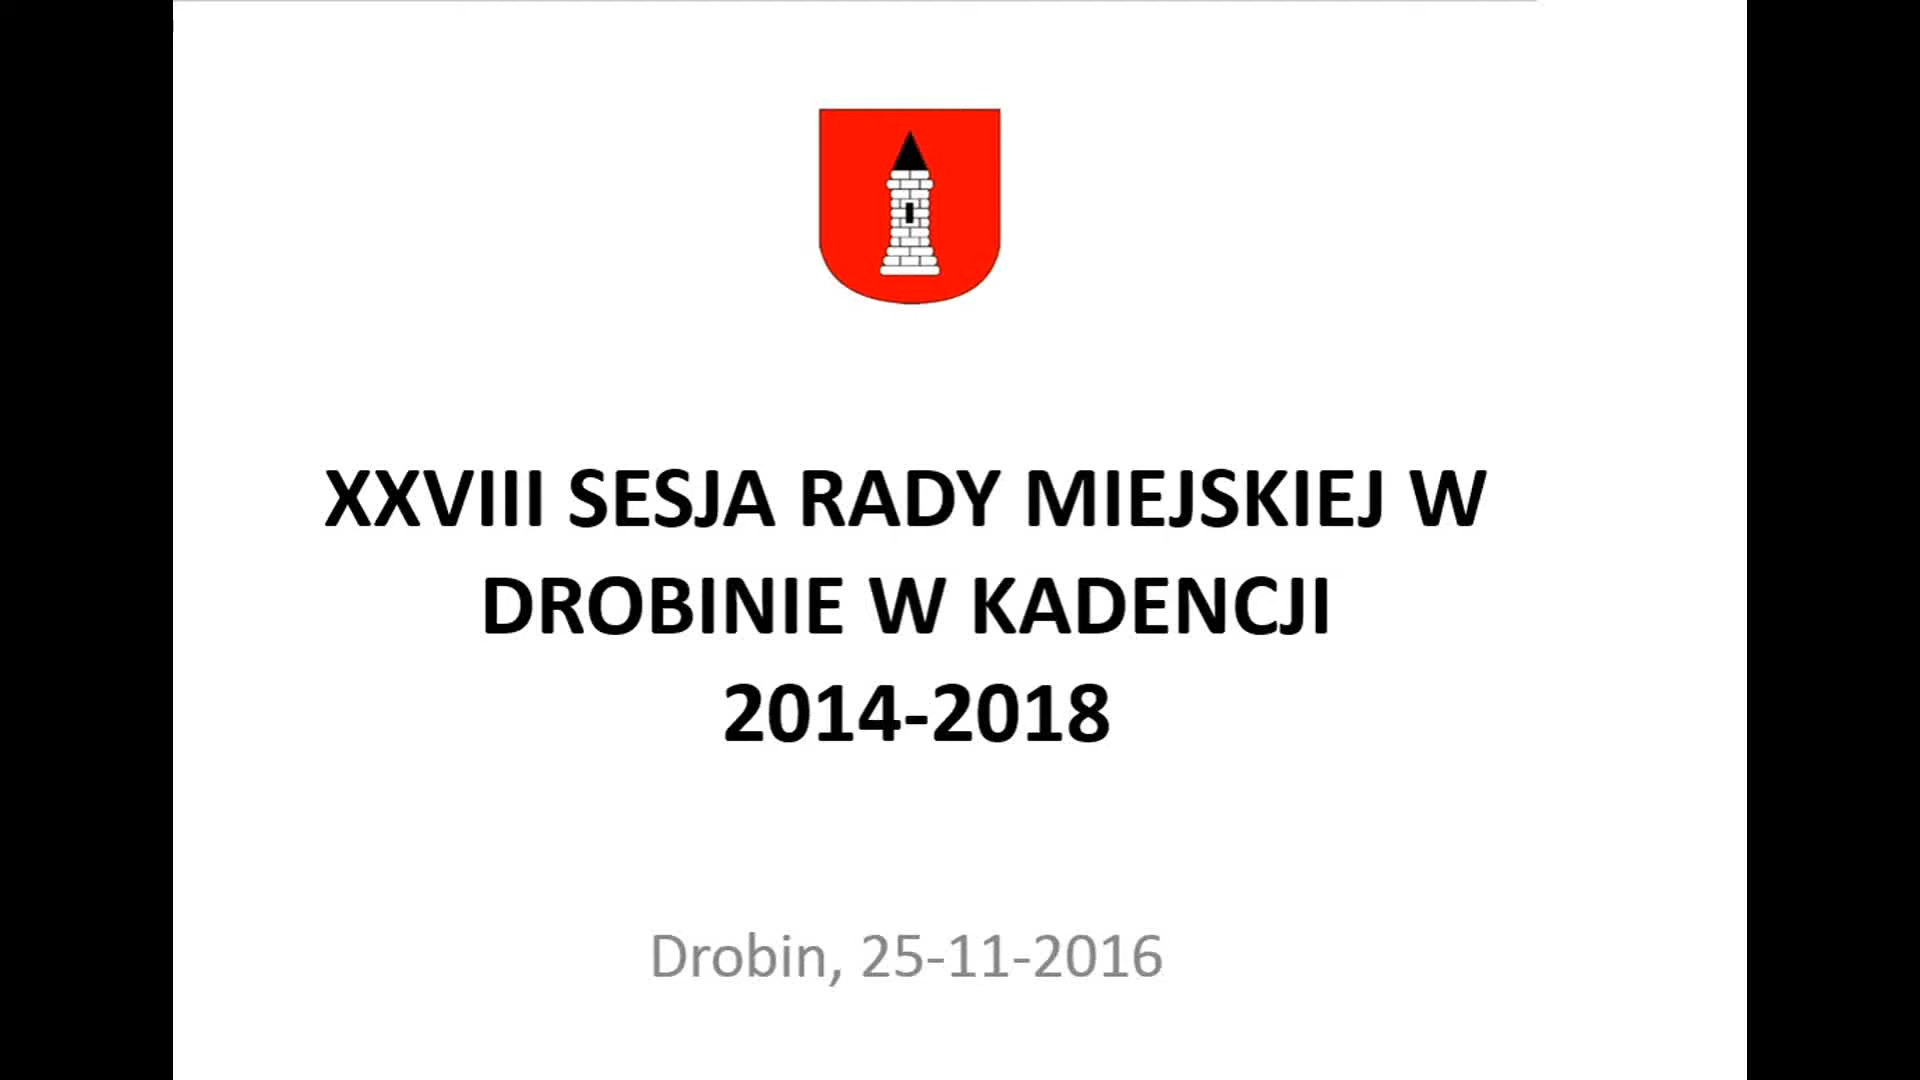 XXVIII SESJA RADY MIEJSKIEJ W
DROBINIE W KADENCJI
2014-2018
Drobin, 25-11-2016